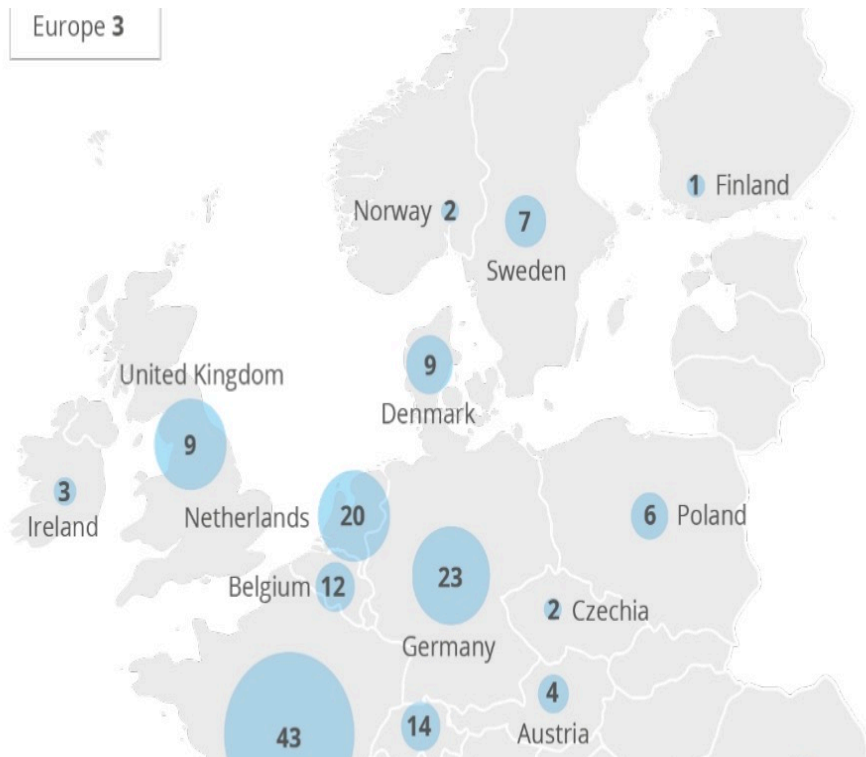 Europe 3
1 Finland
Norway 2
7
Sweden
9
Denmark
United Kingdom
9
3
Ireland
Netherlands 20
6 Poland
Belgium 12
23
Germany
2 Czechia
4
Austria
14
43